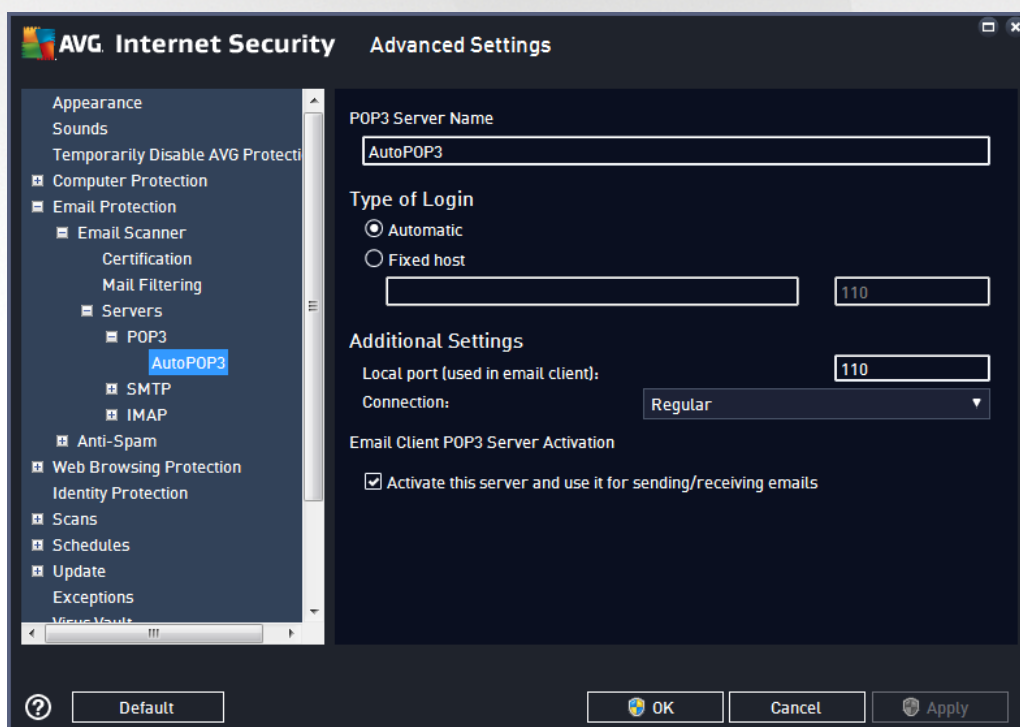 AVG. Internet Security Advanced Settings
Appearance
Sounds
Temporarily Disable AVG Protecti
Computer Protection
Email Protection
Email Scanner
Certification
Mail Filtering
Servers
POP3
AutoPOP3
SMTP
IMAP
Anti-Spam
Web Browsing Protection
Identity Protection
Scans
Schedules
Update
Exceptions
Virus Vault
POP3 Server Name
AutoPOP3
Type of Login
Automatic
Fixed host
110
Additional Settings
Local port (used in email client): 110
Connection: Regular
Email Client POP3 Server Activation
Activate this server and use it for sending/receiving emails
? Default OK Cancel Apply